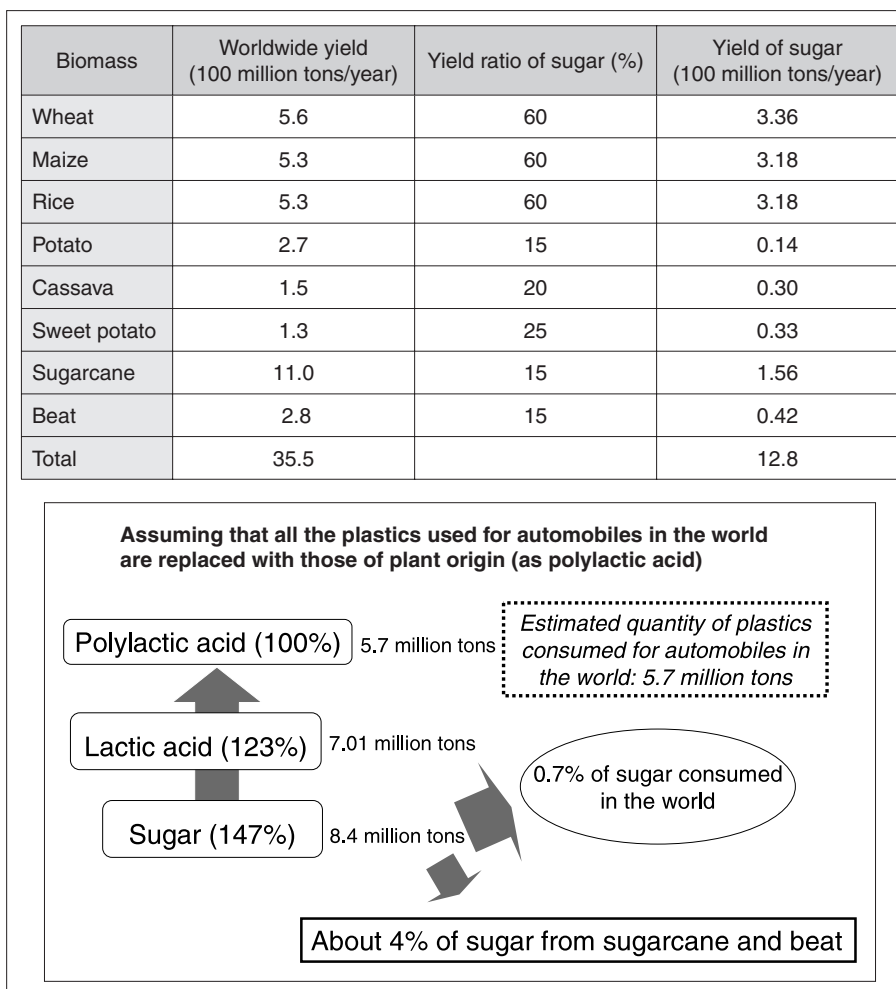 Biomass
Worldwide yield
(100 million tons/year)
Yield ratio of sugar (%)
Yield of sugar
(100 million tons/year)
Wheat 5.6 60 3.36
Maize 5.3 60 3.18
Rice 5.3 60 3.18
Potato 2.7 15 0.14
Cassava 1.5 20 0.30
Sweet potato 1.3 25 0.33
Sugarcane 11.0 15 1.56
Beat 2.8 15 0.42
Total 35.5 12.8
Assuming that all the plastics used for automobiles in the world
are replaced with those of plant origin (as polylactic acid)
Polylactic acid (100%) 5.7 million tons
Estimated quantity of plastics
consumed for automobiles in
the world: 5.7 million tons
Lactic acid (123%) 7.01 million tons
0.7% of sugar consumed
in the world
Sugar (147%) 8.4 million tons
About 4% of sugar from sugarcane and beat